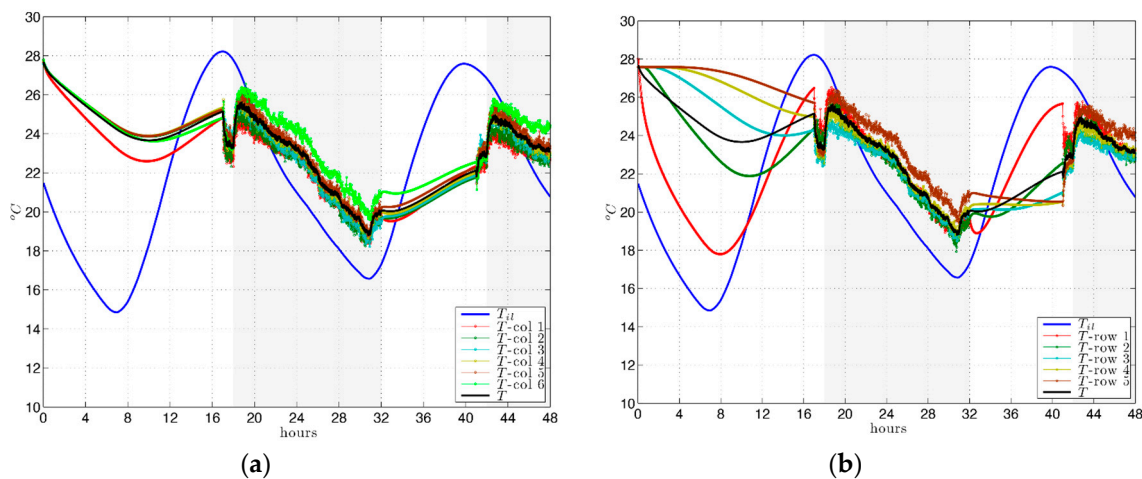 30
28
26
24
22
20
18
16
14
12
10
°C
0 4 8 12 16 20 24 28 32 36 40 44 48
hours
T_il
T-col 1
T-col 2
T-col 3
T-col 4
T-col 5
T-col 6
T
(a)
30
28
26
24
22
20
18
16
14
12
10
°C
0 4 8 12 16 20 24 28 32 36 40 44 48
hours
T_il
T-row 1
T-row 2
T-row 3
T-row 4
T-row 5
T
(b)